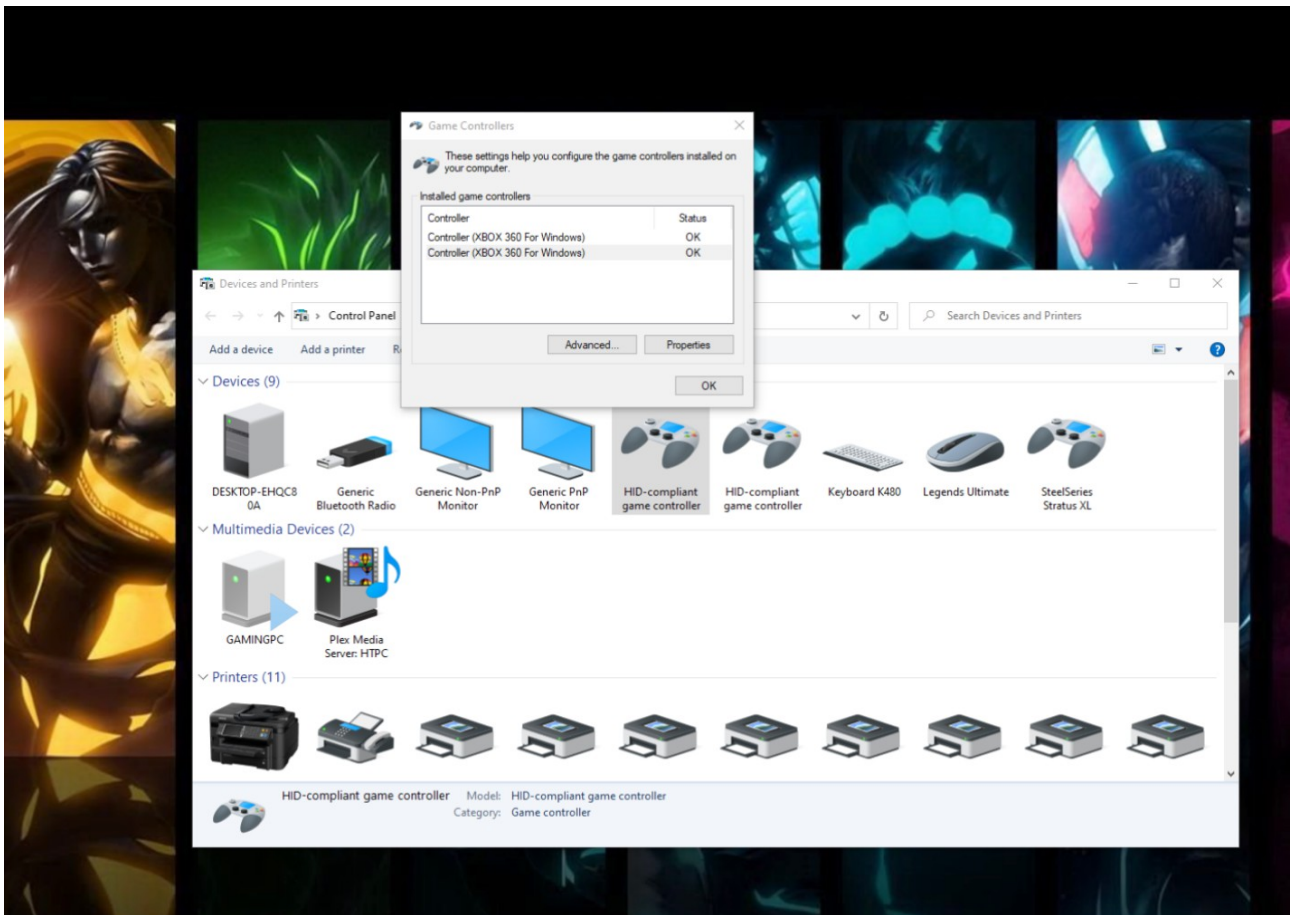 Game Controllers
These settings help you configure the game controllers installed on
your computer.
Installed game controllers
Controller Status
Controller (XBOX 360 For Windows) OK
Controller (XBOX 360 For Windows) OK
Advanced... Properties
OK
Devices and Printers
Control Panel
Search Devices and Printers
Add a device Add a printer
Devices (9)
DESKTOP-EHQC8
0A
Generic
Bluetooth Radio
Generic Non-PnP
Monitor
Generic PnP
Monitor
HID-compliant
game controller
HID-compliant
game controller
Keyboard K480
Legends Ultimate
SteelSeries
Stratus XL
Multimedia Devices (2)
GAMINGPC
Plex Media
Server: HTPC
Printers (11)
HID-compliant game controller Model: HID-compliant game controller
Category: Game controller